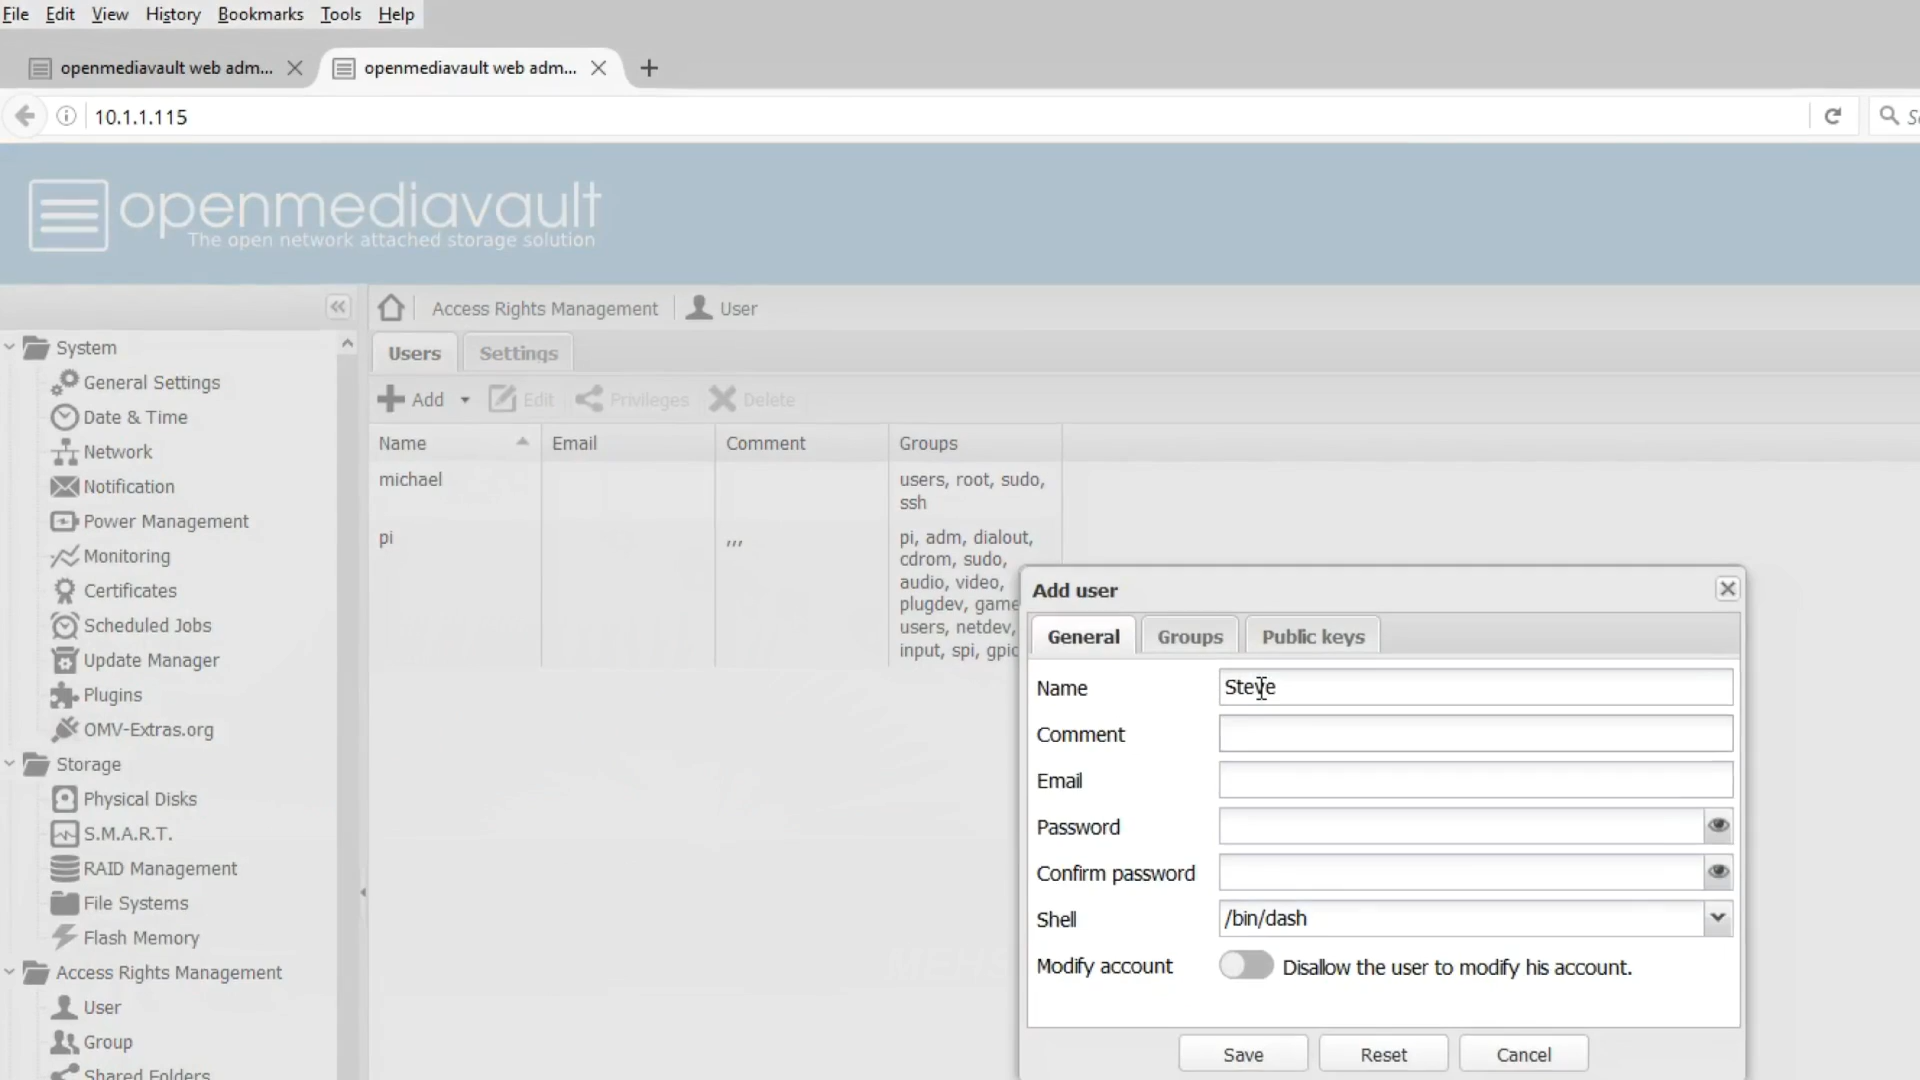 File Edit View History Bookmarks Tools Help
openmediavault web adm...
openmediavault web adm...
10.1.1.115
openmediavault
The open network attached storage solution
Access Rights Management
User
System
General Settings
Date & Time
Network
Notification
Power Management
Monitoring
Certificates
Scheduled Jobs
Update Manager
Plugins
OMV-Extras.org
Storage
Physical Disks
S.M.A.R.T.
RAID Management
File Systems
Flash Memory
Access Rights Management
User
Group
Shared Folders
Users Settings
Add Edit Privileges Delete
Name Email Comment Groups
michael users, root, sudo,
ssh
pi ,,, pi, adm, dialout,
cdrom, sudo,
audio, video,
plugdev, game
users, netdev,
input, spi, gpio
Add user
General Groups Public keys
Name Steve
Comment
Email
Password
Confirm password
Shell /bin/dash
Modify account Disallow the user to modify his account.
Save Reset Cancel